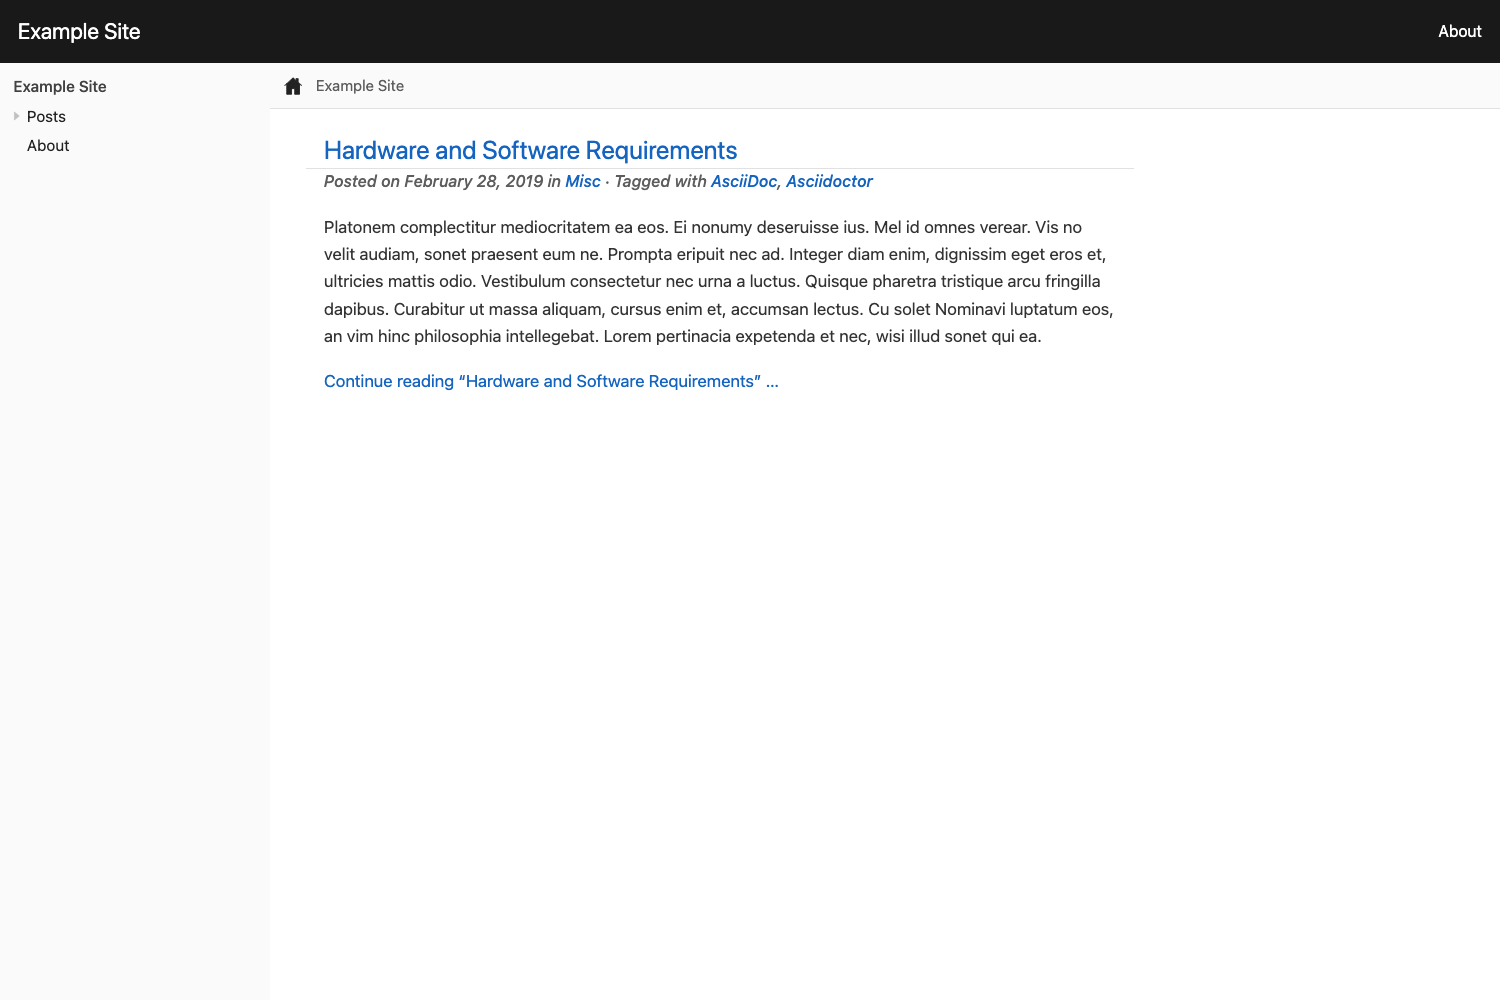 Example Site
About
Example Site
Posts
About
Example Site
Hardware and Software Requirements
Posted on February 28, 2019 in Misc · Tagged with AsciiDoc, Asciidoctor
Platonem complectitur mediocritatem ea eos. Ei nonumy deseruisse ius. Mel id omnes verear. Vis no
velit audiam, sonet praesent eum ne. Prompta eripuit nec ad. Integer diam enim, dignissim eget eros et,
ultricies mattis odio. Vestibulum consectetur nec urna a luctus. Quisque pharetra tristique arcu fringilla
dapibus. Curabitur ut massa aliquam, cursus enim et, accumsan lectus. Cu solet Nominavi luptatum eos,
an vim hinc philosophia intellegebat. Lorem pertinacia expetenda et nec, wisi illud sonet qui ea.
Continue reading “Hardware and Software Requirements” ...